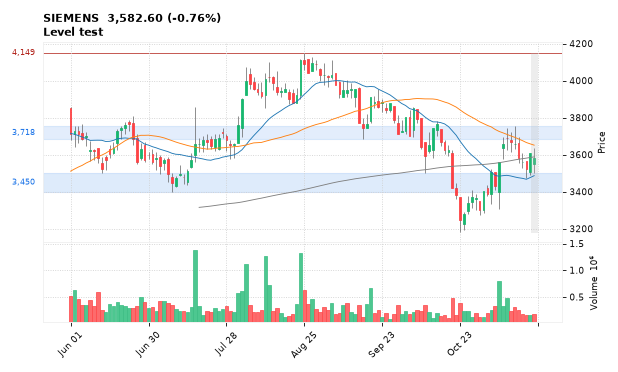 SIEMENS 3,582.60 (-0.76%)
Level test
4,149
3,718
3,450
4200
4000
3800
3600
3400
3200
Price
1.5
1.0
0.5
Volume 10⁶
Jun 01
Jun 30
Jul 28
Aug 25
Sep 23
Oct 23